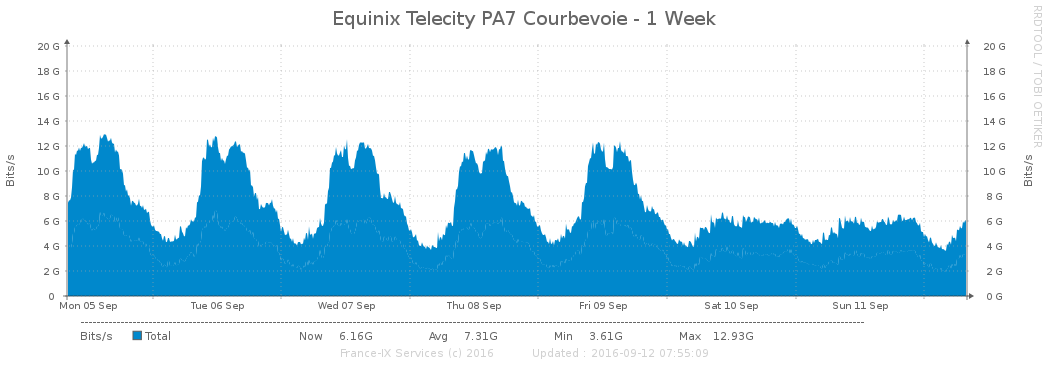 Equinix Telecity PA7 Courbevoie - 1 Week
RRDTOOL / TOBI OETIKER
Bits/s
20 G 20 G
18 G 18 G
16 G 16 G
14 G 14 G
12 G 12 G
10 G 10 G
8 G 8 G
6 G 6 G
4 G 4 G
2 G 2 G
0 0 G
Bits/s
Mon 05 Sep Tue 06 Sep Wed 07 Sep Thu 08 Sep Fri 09 Sep Sat 10 Sep Sun 11 Sep
Bits/s Total Now 6.16G Avg 7.31G Min 3.61G Max 12.93G
France-IX Services (c) 2016 Updated : 2016-09-12 07:55:09